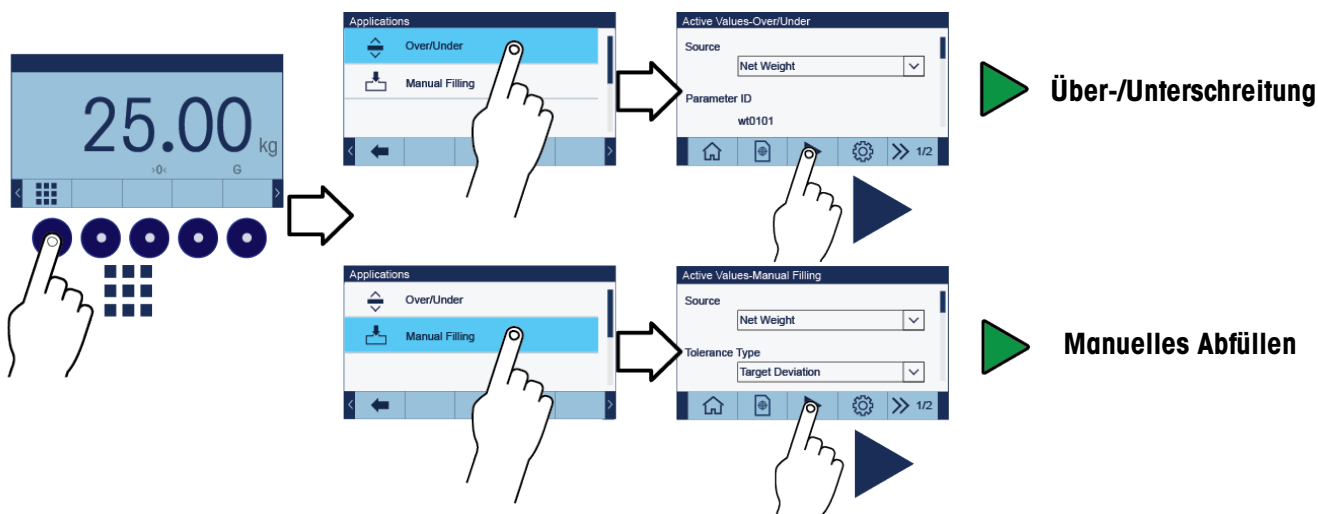 25.00 kg
>0<
G
Applications
Over/Under
Manual Filling
Active Values-Over/Under
Source
Net Weight
Parameter ID
wt0101
1/2
Über-/Unterschreitung
Applications
Over/Under
Manual Filling
Active Values-Manual Filling
Source
Net Weight
Tolerance Type
Target Deviation
1/2
Manuelles Abfüllen